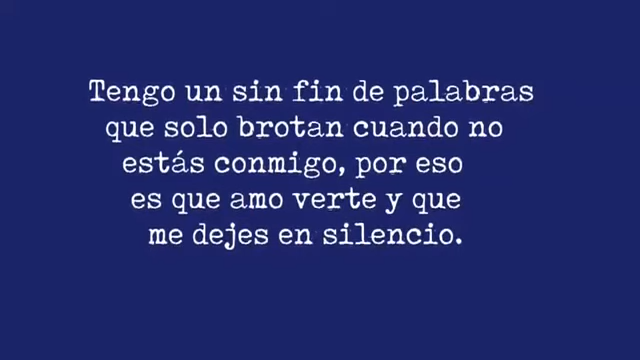 Tengo un sin fin de palabras
que solo brotan cuando no
estás conmigo, por eso
es que amo verte y que
me dejes en silencio.